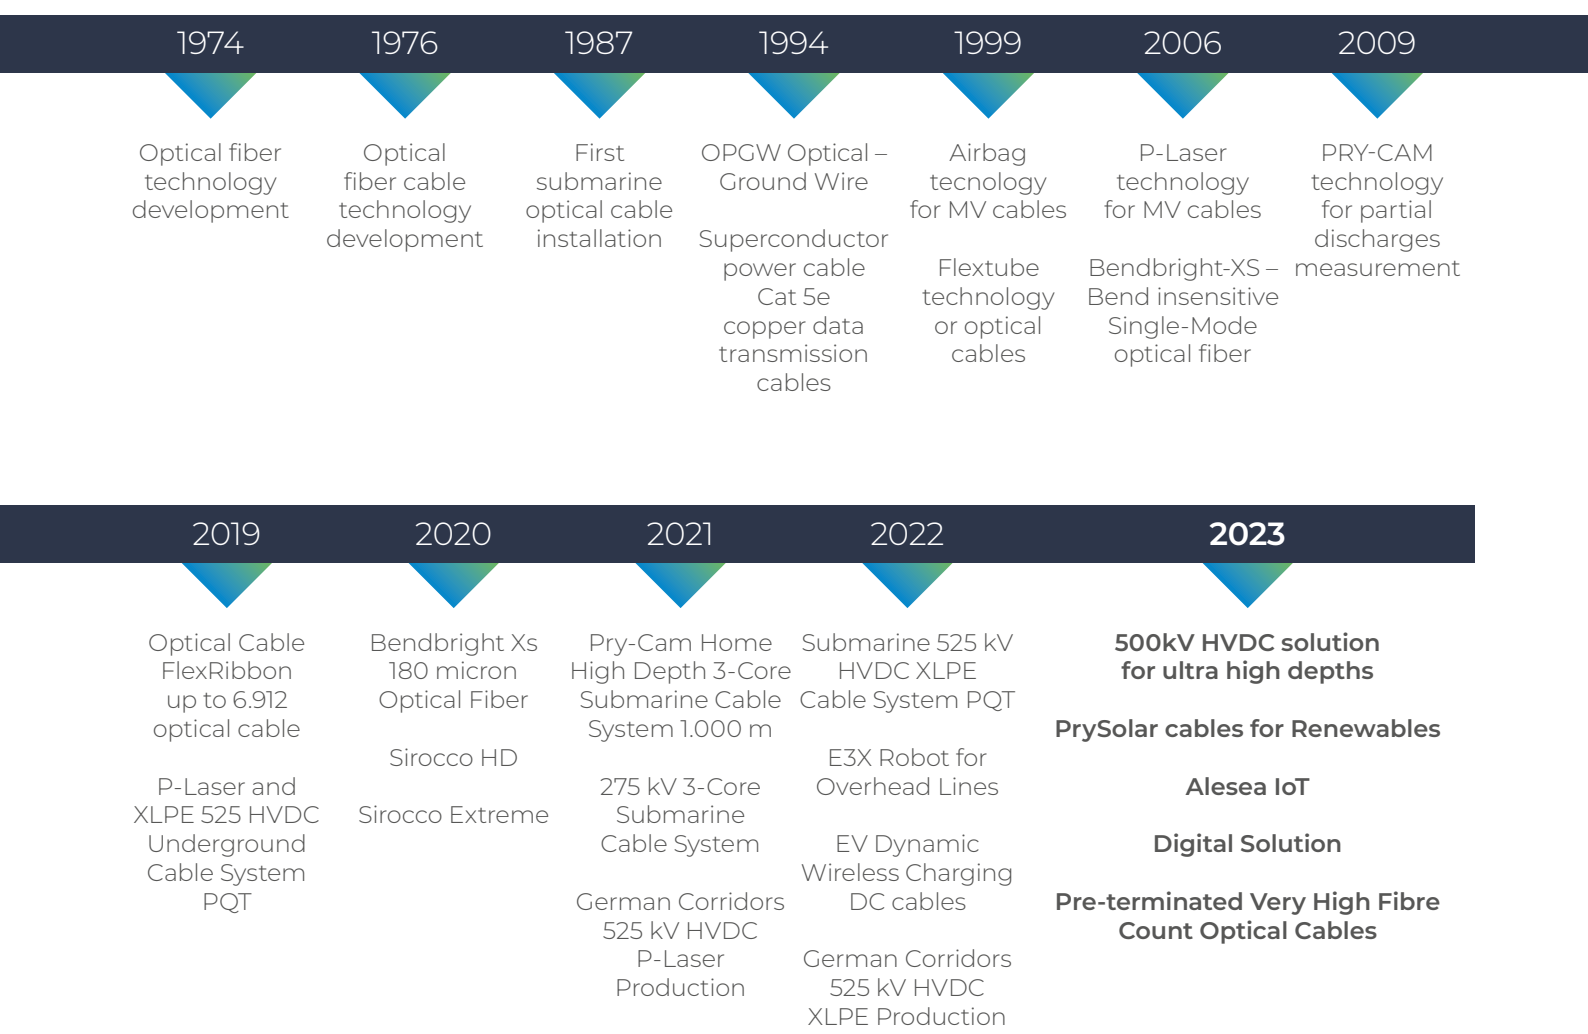 1974
Optical fiber
technology
development
1976
Optical
fiber cable
technology
development
1987
First
submarine
optical cable
installation
1994
OPGW Optical –
Ground Wire
Superconductor
power cable
Cat 5e
copper data
transmission
cables
1999
Airbag
tecnology
for MV cables
Flextube
technology
or optical
cables
2006
P-Laser
technology
for MV cables
Bendbright-XS –
Bend insensitive
Single-Mode
optical fiber
2009
PRY-CAM
technology
for partial
discharges
measurement
2019
Optical Cable
FlexRibbon
up to 6.912
optical cable
P-Laser and
XLPE 525 HVDC
Underground
Cable System
PQT
2020
Bendbright Xs
180 micron
Optical Fiber
Sirocco HD
Sirocco Extreme
2021
Pry-Cam Home
High Depth 3-Core
Submarine Cable
System 1.000 m
275 kV 3-Core
Submarine
Cable System
German Corridors
525 kV HVDC
P-Laser
Production
2022
Submarine 525 kV
HVDC XLPE
Cable System PQT
E3X Robot for
Overhead Lines
EV Dynamic
Wireless Charging
DC cables
German Corridors
525 kV HVDC
XLPE Production
2023
500kV HVDC solution
for ultra high depths
PrySolar cables for Renewables
Alesea IoT
Digital Solution
Pre-terminated Very High Fibre
Count Optical Cables